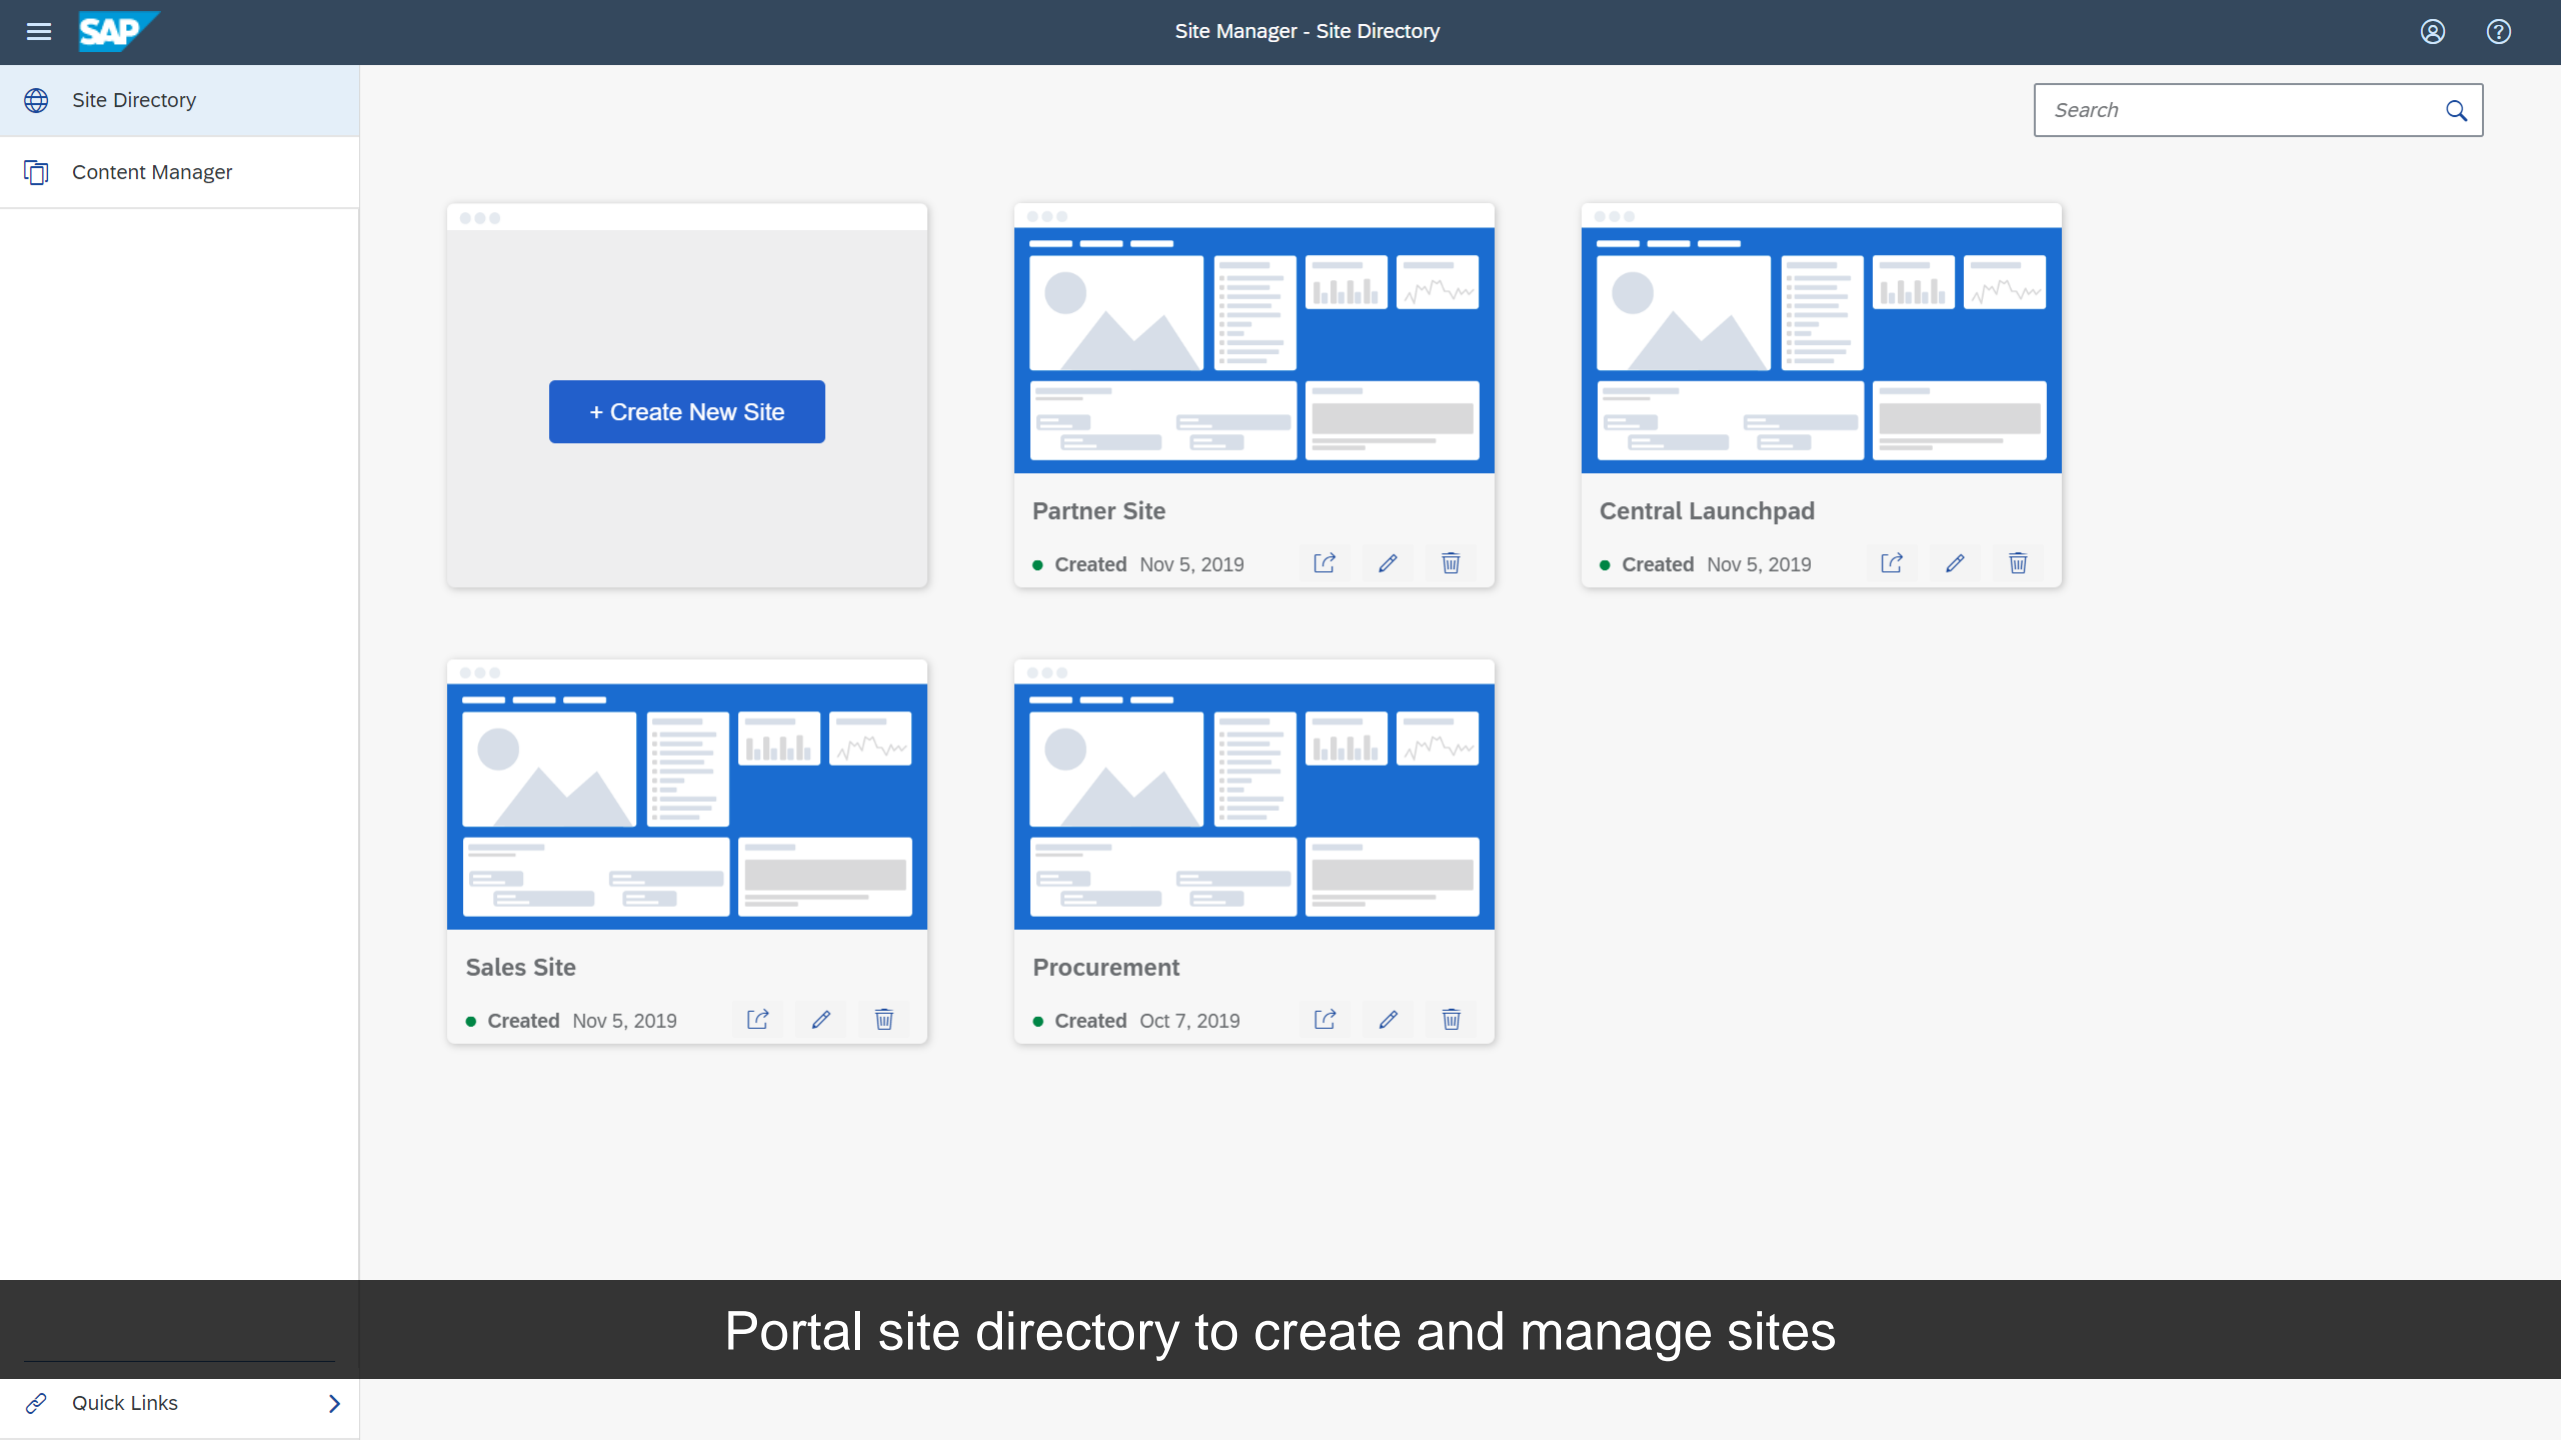 SAP
Site Manager - Site Directory
Site Directory
Content Manager
Search
+ Create New Site
Partner Site
Created Nov 5, 2019
Central Launchpad
Created Nov 5, 2019
Sales Site
Created Nov 5, 2019
Procurement
Created Oct 7, 2019
Portal site directory to create and manage sites
Quick Links